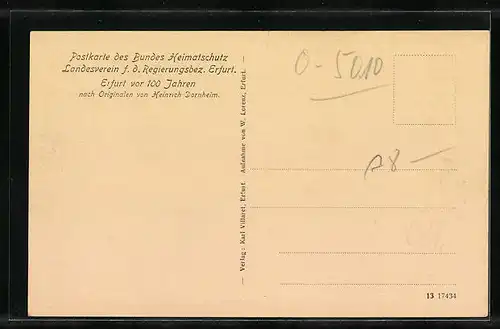 Postkarte des Bundes Heimatschutz
Landesverein f. d. Regierungsbez. Erfurt.
Erfurt vor 100 Jahren
nach Originalen von Heinrich Dornheim.
— Verlag: Karl Villaret, Erfurt. Aufnahme von W. Lorenz, Erfurt. —
O-5010
18 —
13 17434